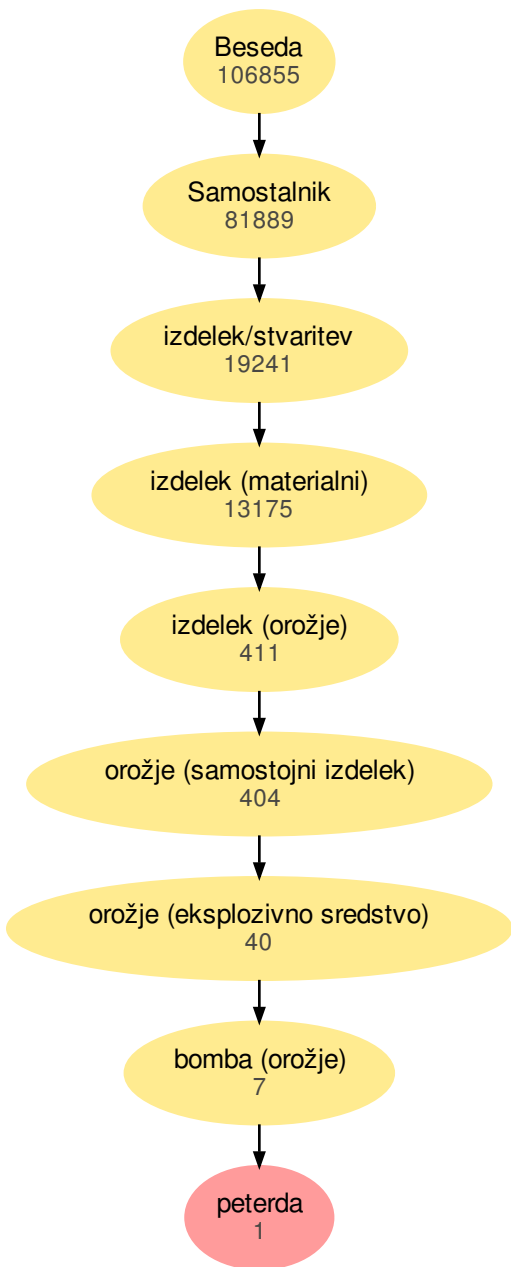 Beseda
106855
Samostalnik
81889
izdelek/stvaritev
19241
izdelek (materialni)
13175
izdelek (orožje)
411
orožje (samostojni izdelek)
404
orožje (eksplozivno sredstvo)
40
bomba (orožje)
7
peterda
1